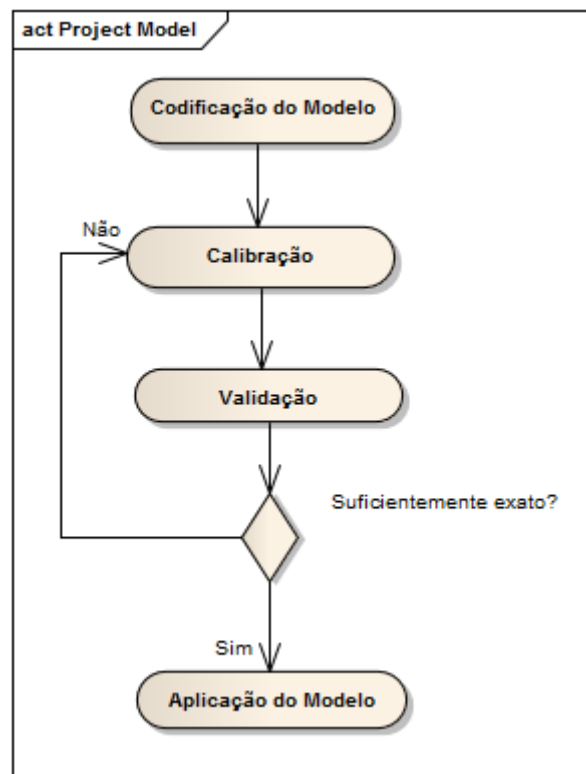 act Project Model
Codificação do Modelo
Não
Calibração
Validação
Suficientemente exato?
Sim
Aplicação do Modelo